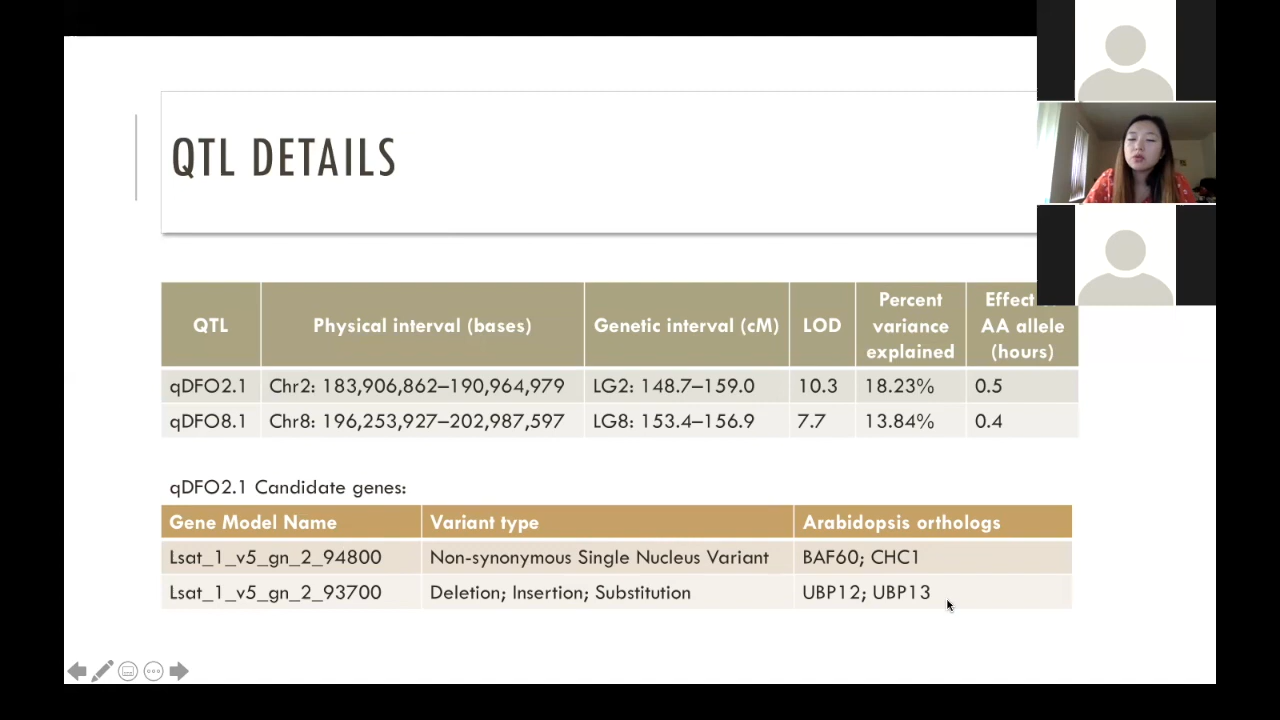 QTL DETAILS
QTL Physical interval (bases) Genetic interval (cM) LOD Percent variance explained Effect AA allele (hours)
qDFO2.1 Chr2: 183,906,862–190,964,979 LG2: 148.7–159.0 10.3 18.23% 0.5
qDFO8.1 Chr8: 196,253,927–202,987,597 LG8: 153.4–156.9 7.7 13.84% 0.4
qDFO2.1 Candidate genes:
Gene Model Name Variant type Arabidopsis orthologs
Lsat_1_v5_gn_2_94800 Non-synonymous Single Nucleus Variant BAF60; CHC1
Lsat_1_v5_gn_2_93700 Deletion; Insertion; Substitution UBP12; UBP13